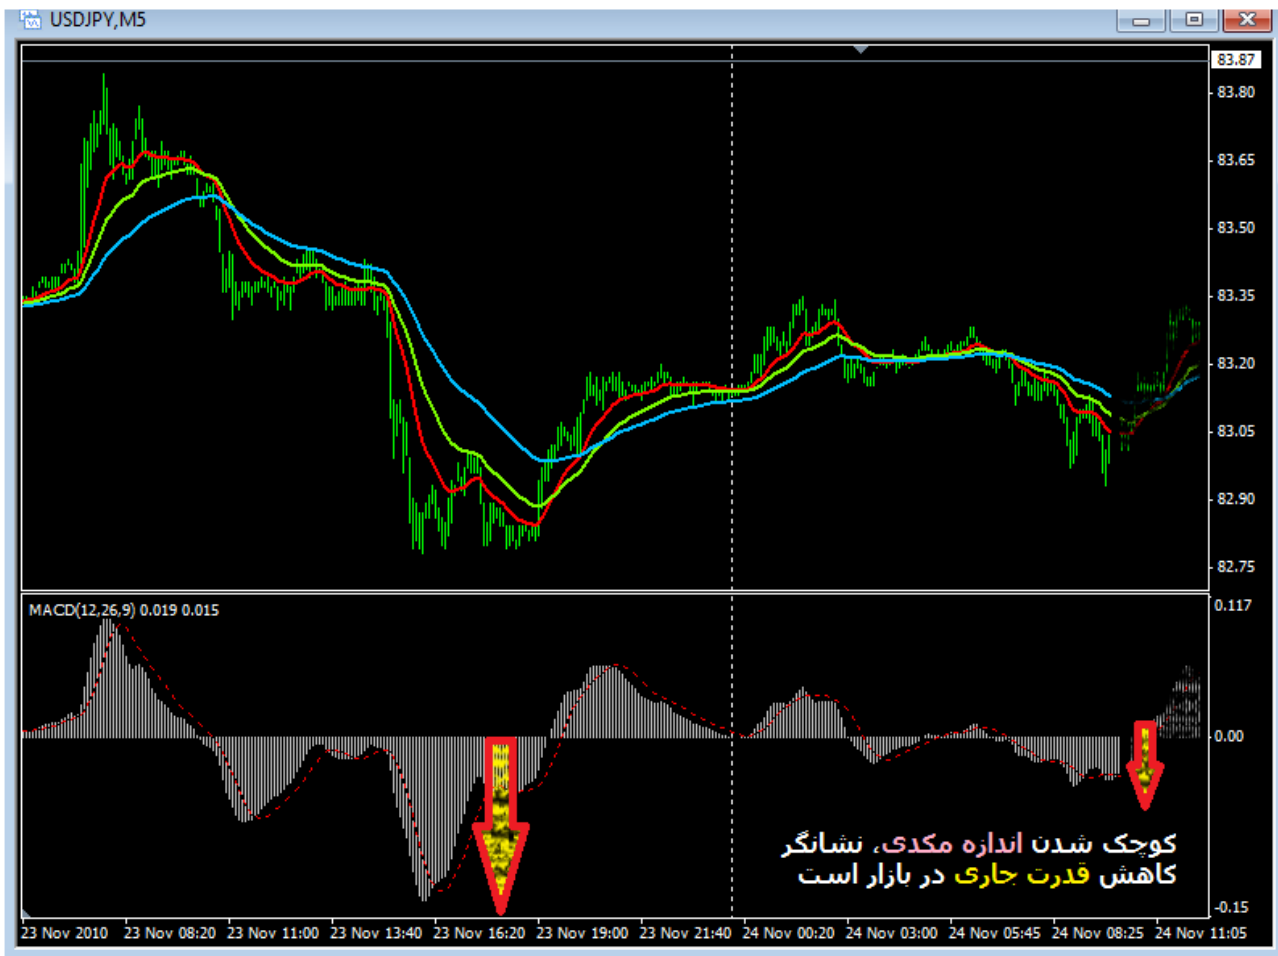 USDJPY,M5
83.87
83.80
83.65
83.50
83.35
83.20
83.05
82.90
82.75
MACD(12,26,9) 0.019 0.015
0.117
0.00
-0.15
کوچک شدن اندازه مکدی، نشانگر
کاهش قدرت جاری در بازار است
23 Nov 2010 23 Nov 08:20 23 Nov 11:00 23 Nov 13:40 23 Nov 16:20 23 Nov 19:00 23 Nov 21:40 24 Nov 00:20 24 Nov 03:00 24 Nov 05:45 24 Nov 08:25 24 Nov 11:05